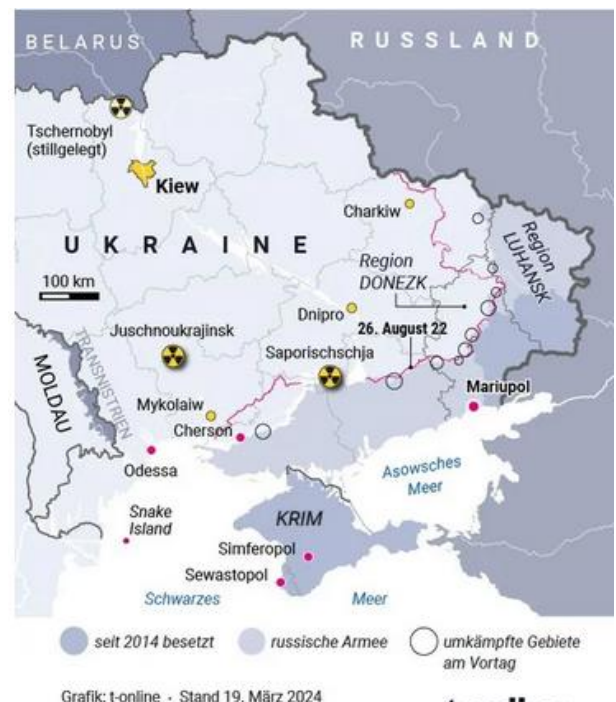 BELARUS
RUSSLAND
Tschernobyl
(stillgelegt)
Kiew
Charkiw
UKRAINE
Region
DONEZK
Region
LUHANSK
100 km
Dnipro
26. August 22
Juschnoukrajinsk
Saporischschja
TRANSNISTRIEN
MOLDAU
Mariupol
Mykolaiw
Cherson
Odessa
Asowsches
Meer
Snake
Island
KRIM
Simferopol
Sewastopol
Schwarzes Meer
seit 2014 besetzt
russische Armee
umkämpfte Gebiete
am Vortag
Grafik: t-online · Stand 19. März 2024